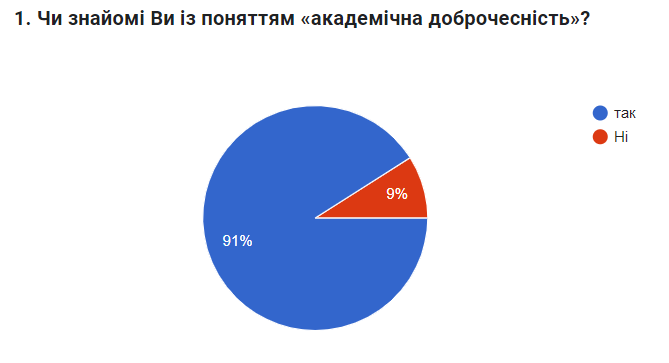 1. Чи знайомі Ви із поняттям «академічна доброчесність»?
так
Ні
9%
91%